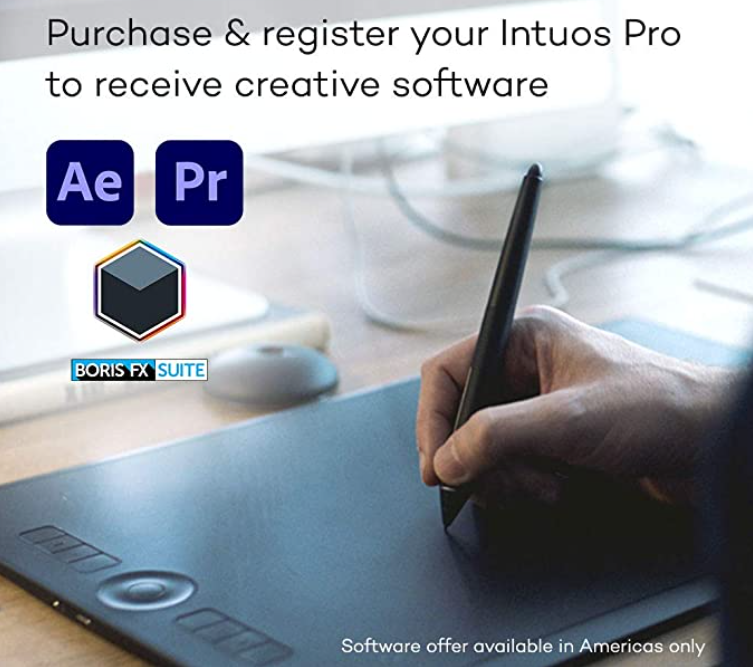 Purchase & register your Intuos Pro
to receive creative software
Ae Pr
BORIS FX SUITE
Software offer available in Americas only